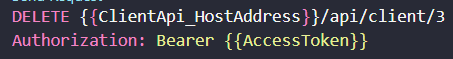 DELETE {{ClientApi_HostAddress}}/api/client/3
Authorization: Bearer {{AccessToken}}